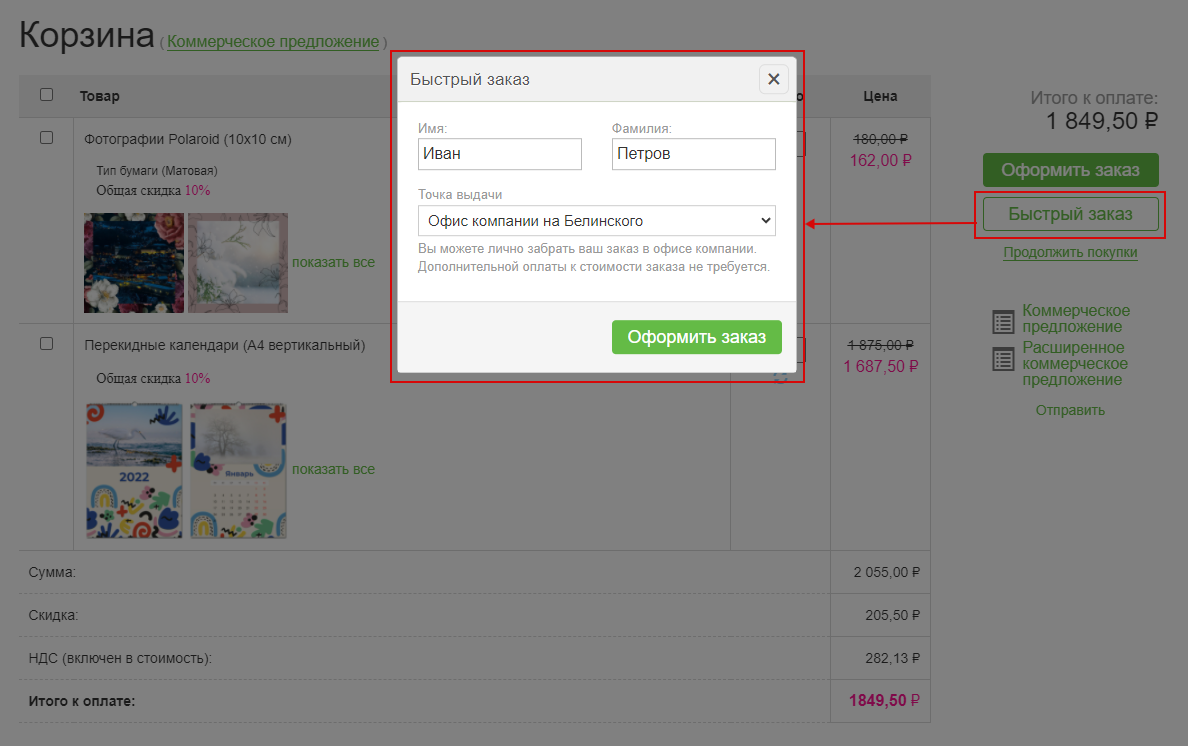 Корзина ( Коммерческое предложение )
Товар
Цена
Фотографии Polaroid (10x10 см)
Тип бумаги (Матовая)
Общая скидка 10%
показать все
180,00 ₽
162,00 ₽
Перекидные календари (А4 вертикальный)
Общая скидка 10%
2022
Январь
показать все
1 875,00 ₽
1 687,50 ₽
Сумма:
2 055,00 ₽
Скидка:
205,50 ₽
НДС (включен в стоимость):
282,13 ₽
Итого к оплате:
1849,50 ₽
Быстрый заказ
Имя:
Фамилия:
Иван
Петров
Точка выдачи
Офис компании на Белинского
Вы можете лично забрать ваш заказ в офисе компании.
Дополнительной оплаты к стоимости заказа не требуется.
Оформить заказ
Итого к оплате:
1 849,50 ₽
Оформить заказ
Быстрый заказ
Продолжить покупки
Коммерческое
предложение
Расширенное
коммерческое
предложение
Отправить